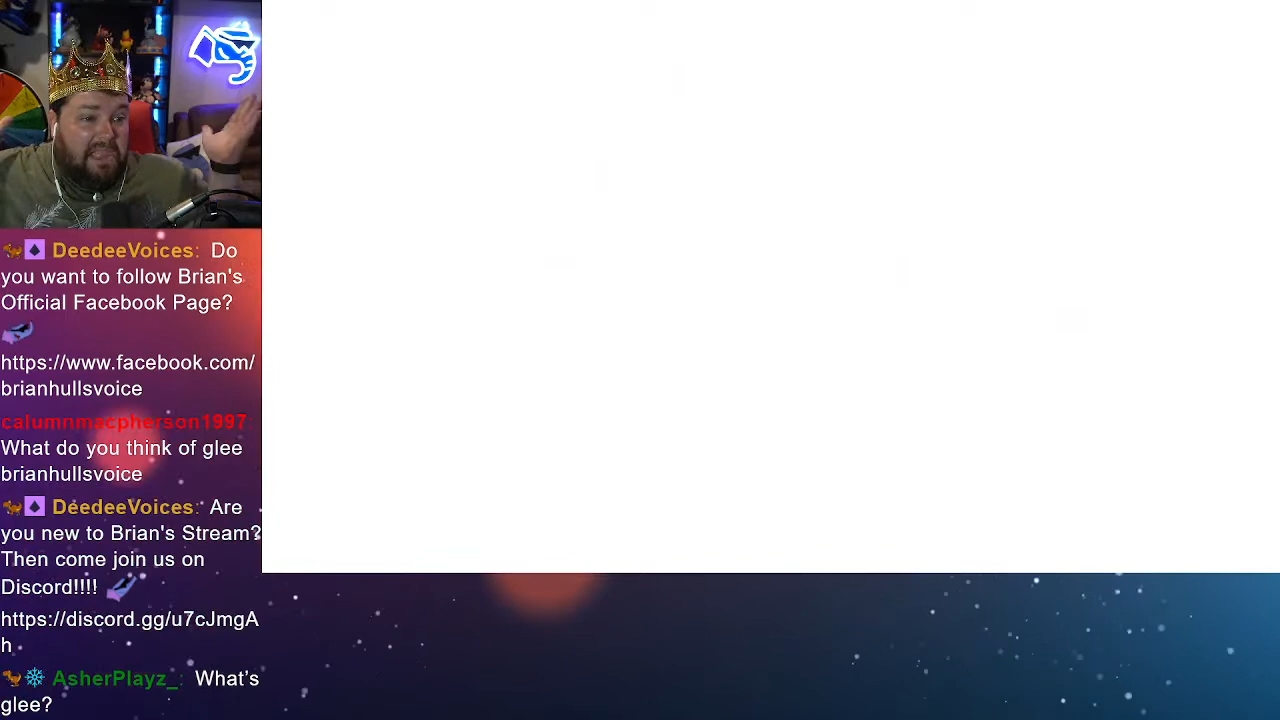 DeedeeVoices: Do
you want to follow Brian's
Official Facebook Page?
https://www.facebook.com/
brianhullsvoice
calumnmacpherson1997:
What do you think of glee
brianhullsvoice
DeedeeVoices: Are
you new to Brian's Stream?
Then come join us on
Discord!!!!
https://discord.gg/u7cJmgA
h
AsherPlayz_: What’s
glee?